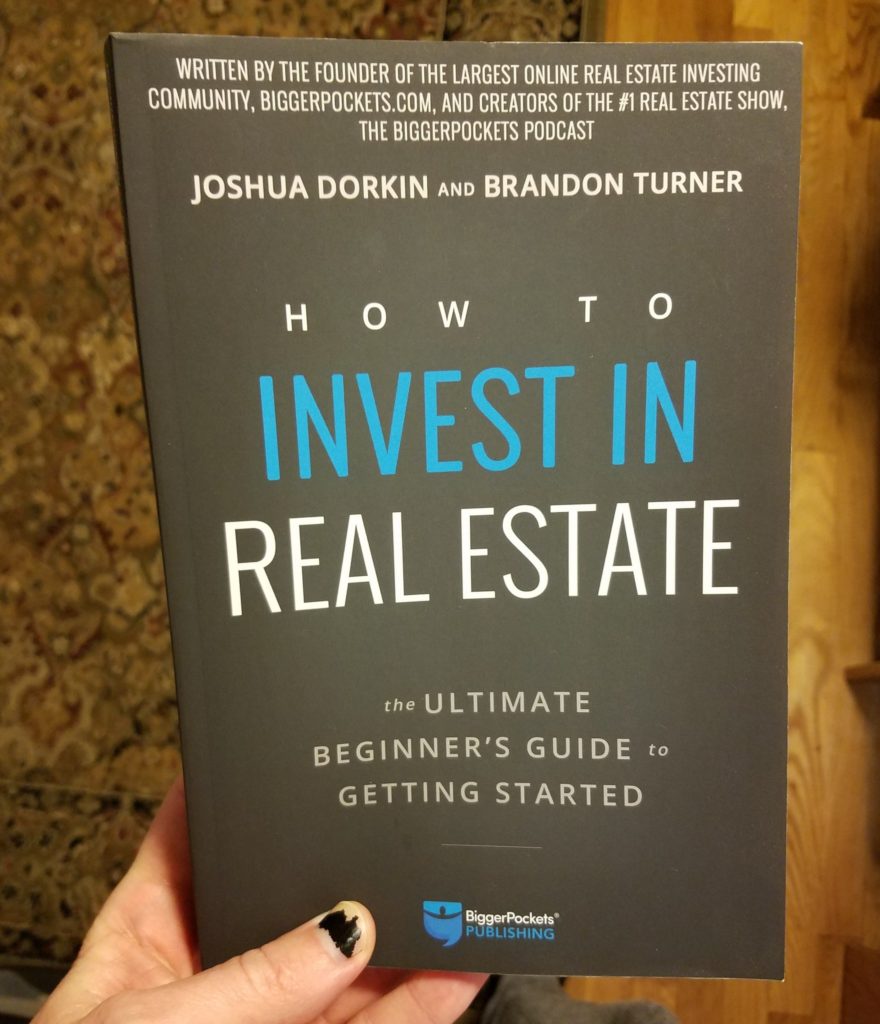 WRITTEN BY THE FOUNDER OF THE LARGEST ONLINE REAL ESTATE INVESTING
COMMUNITY, BIGGERPOCKETS.COM, AND CREATORS OF THE #1 REAL ESTATE SHOW,
THE BIGGERPOCKETS PODCAST
JOSHUA DORKIN AND BRANDON TURNER
HOW TO
INVEST IN
REAL ESTATE
the ULTIMATE
BEGINNER'S GUIDE to
GETTING STARTED
BiggerPockets®
PUBLISHING